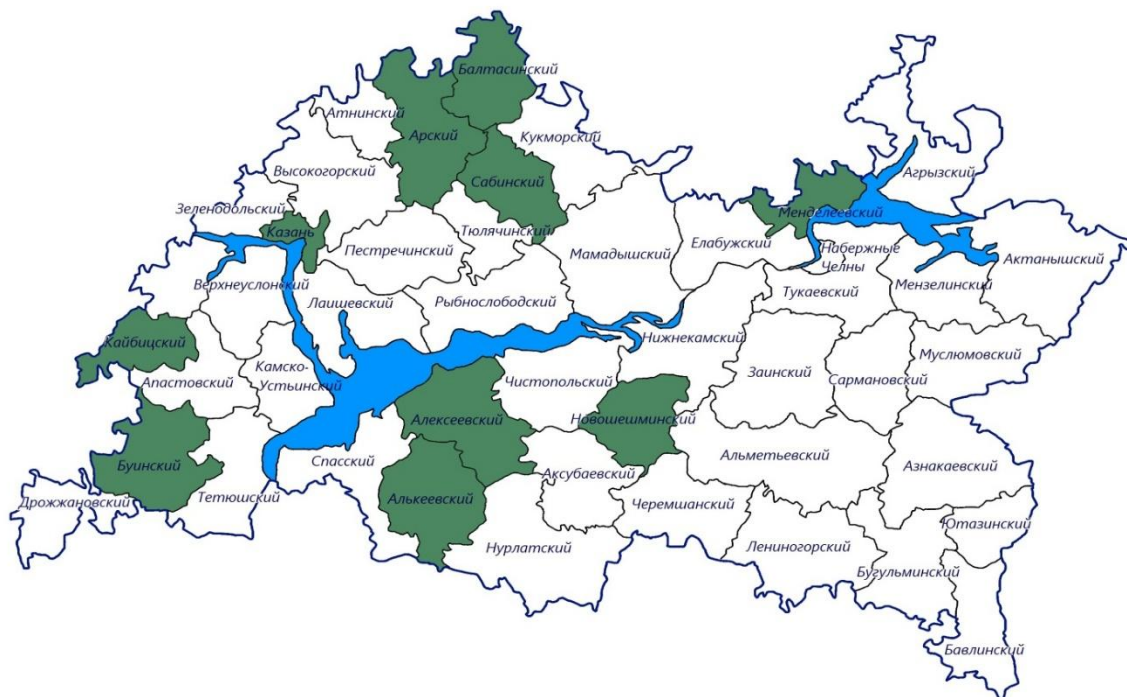 Балтасинский
Атнинский
Арский
Кукморский
Высокогорский
Сабинский
Агрызский
Зеленодольский
Казань
Тюлячинский
Менделеевский
Пестречинский
Мамадышский
Елабужский
Набержные
Челны
Актанышский
Верхнеуслонский
Лаишевский
Рыбнослободский
Тукаевский
Мензелинский
Кайбицкий
Нижнекамский
Муслюмовский
Апастовский
Камско-
Устьинский
Чистопольский
Заинский
Сармановский
Алексеевский
Новошешминский
Буинский
Спасский
Аксубаевский
Альметьевский
Азнакаевский
Дрожжановский
Тетюшский
Алькеевский
Черемшанский
Ютазинский
Нурлатский
Лениногорский
Бугульминский
Бавлинский